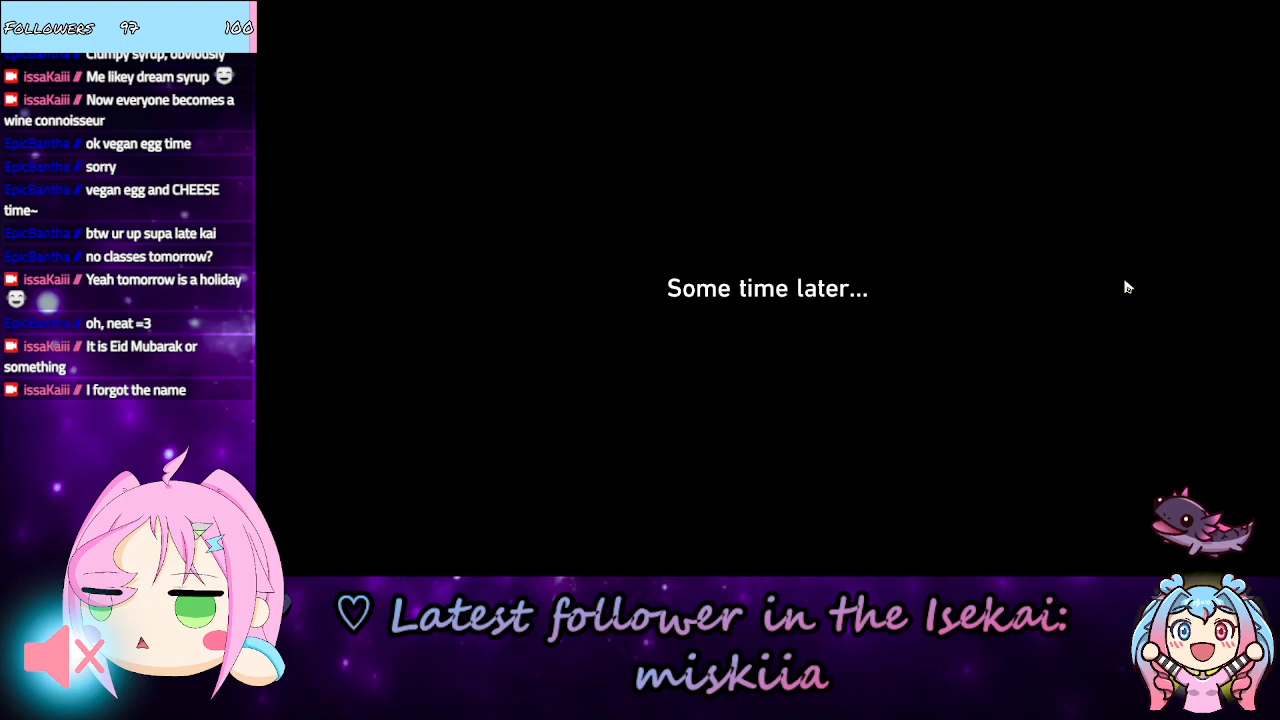 Followers 97 100
EpicBantha // Clumpy syrup, obviously
issaKaiii // Me likey dream syrup
issaKaiii // Now everyone becomes a
wine connoisseur
EpicBantha // ok vegan egg time
EpicBantha // sorry
EpicBantha // vegan egg and CHEESE
time~
EpicBantha // btw ur up supa late kai
EpicBantha // no classes tomorrow?
issaKaiii // Yeah tomorrow is a holiday
EpicBantha // oh, neat =3
issaKaiii // It is Eid Mubarak or
something
issaKaiii // I forgot the name
Some time later...
♡ Latest follower in the Isekai:
miskiia